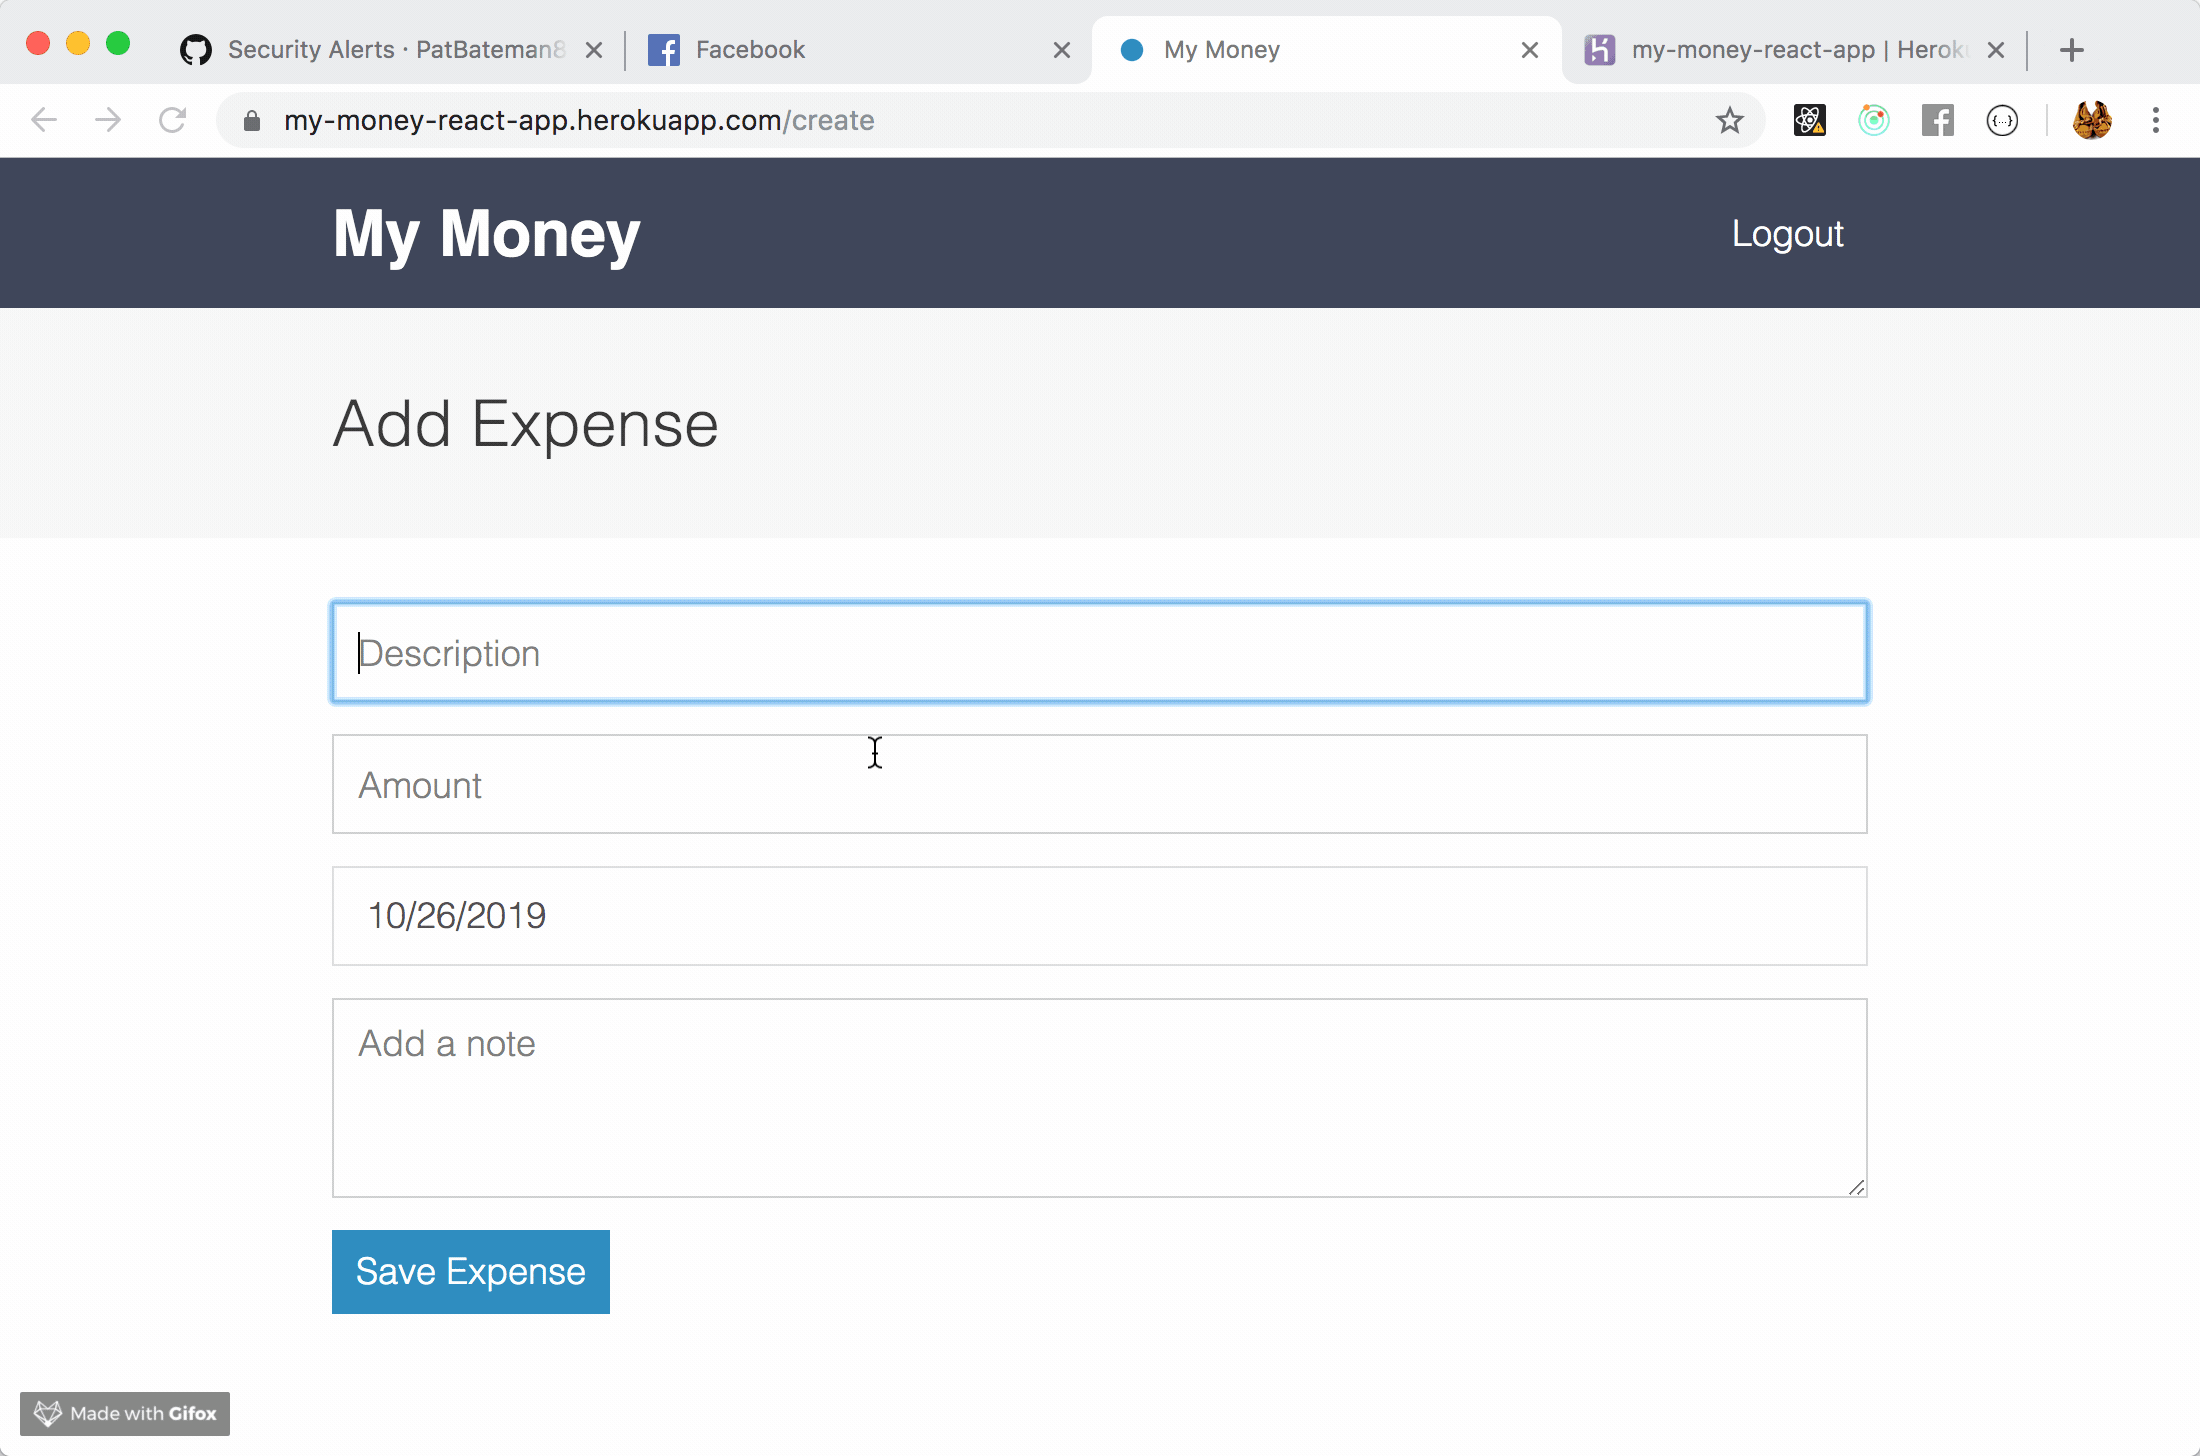 Security Alerts · PatBateman8
Facebook
My Money
my-money-react-app | Heroku
my-money-react-app.herokuapp.com/create
{...}
My Money
Logout
Add Expense
Description
Amount
10/26/2019
Add a note
Save Expense
Made with Gifox